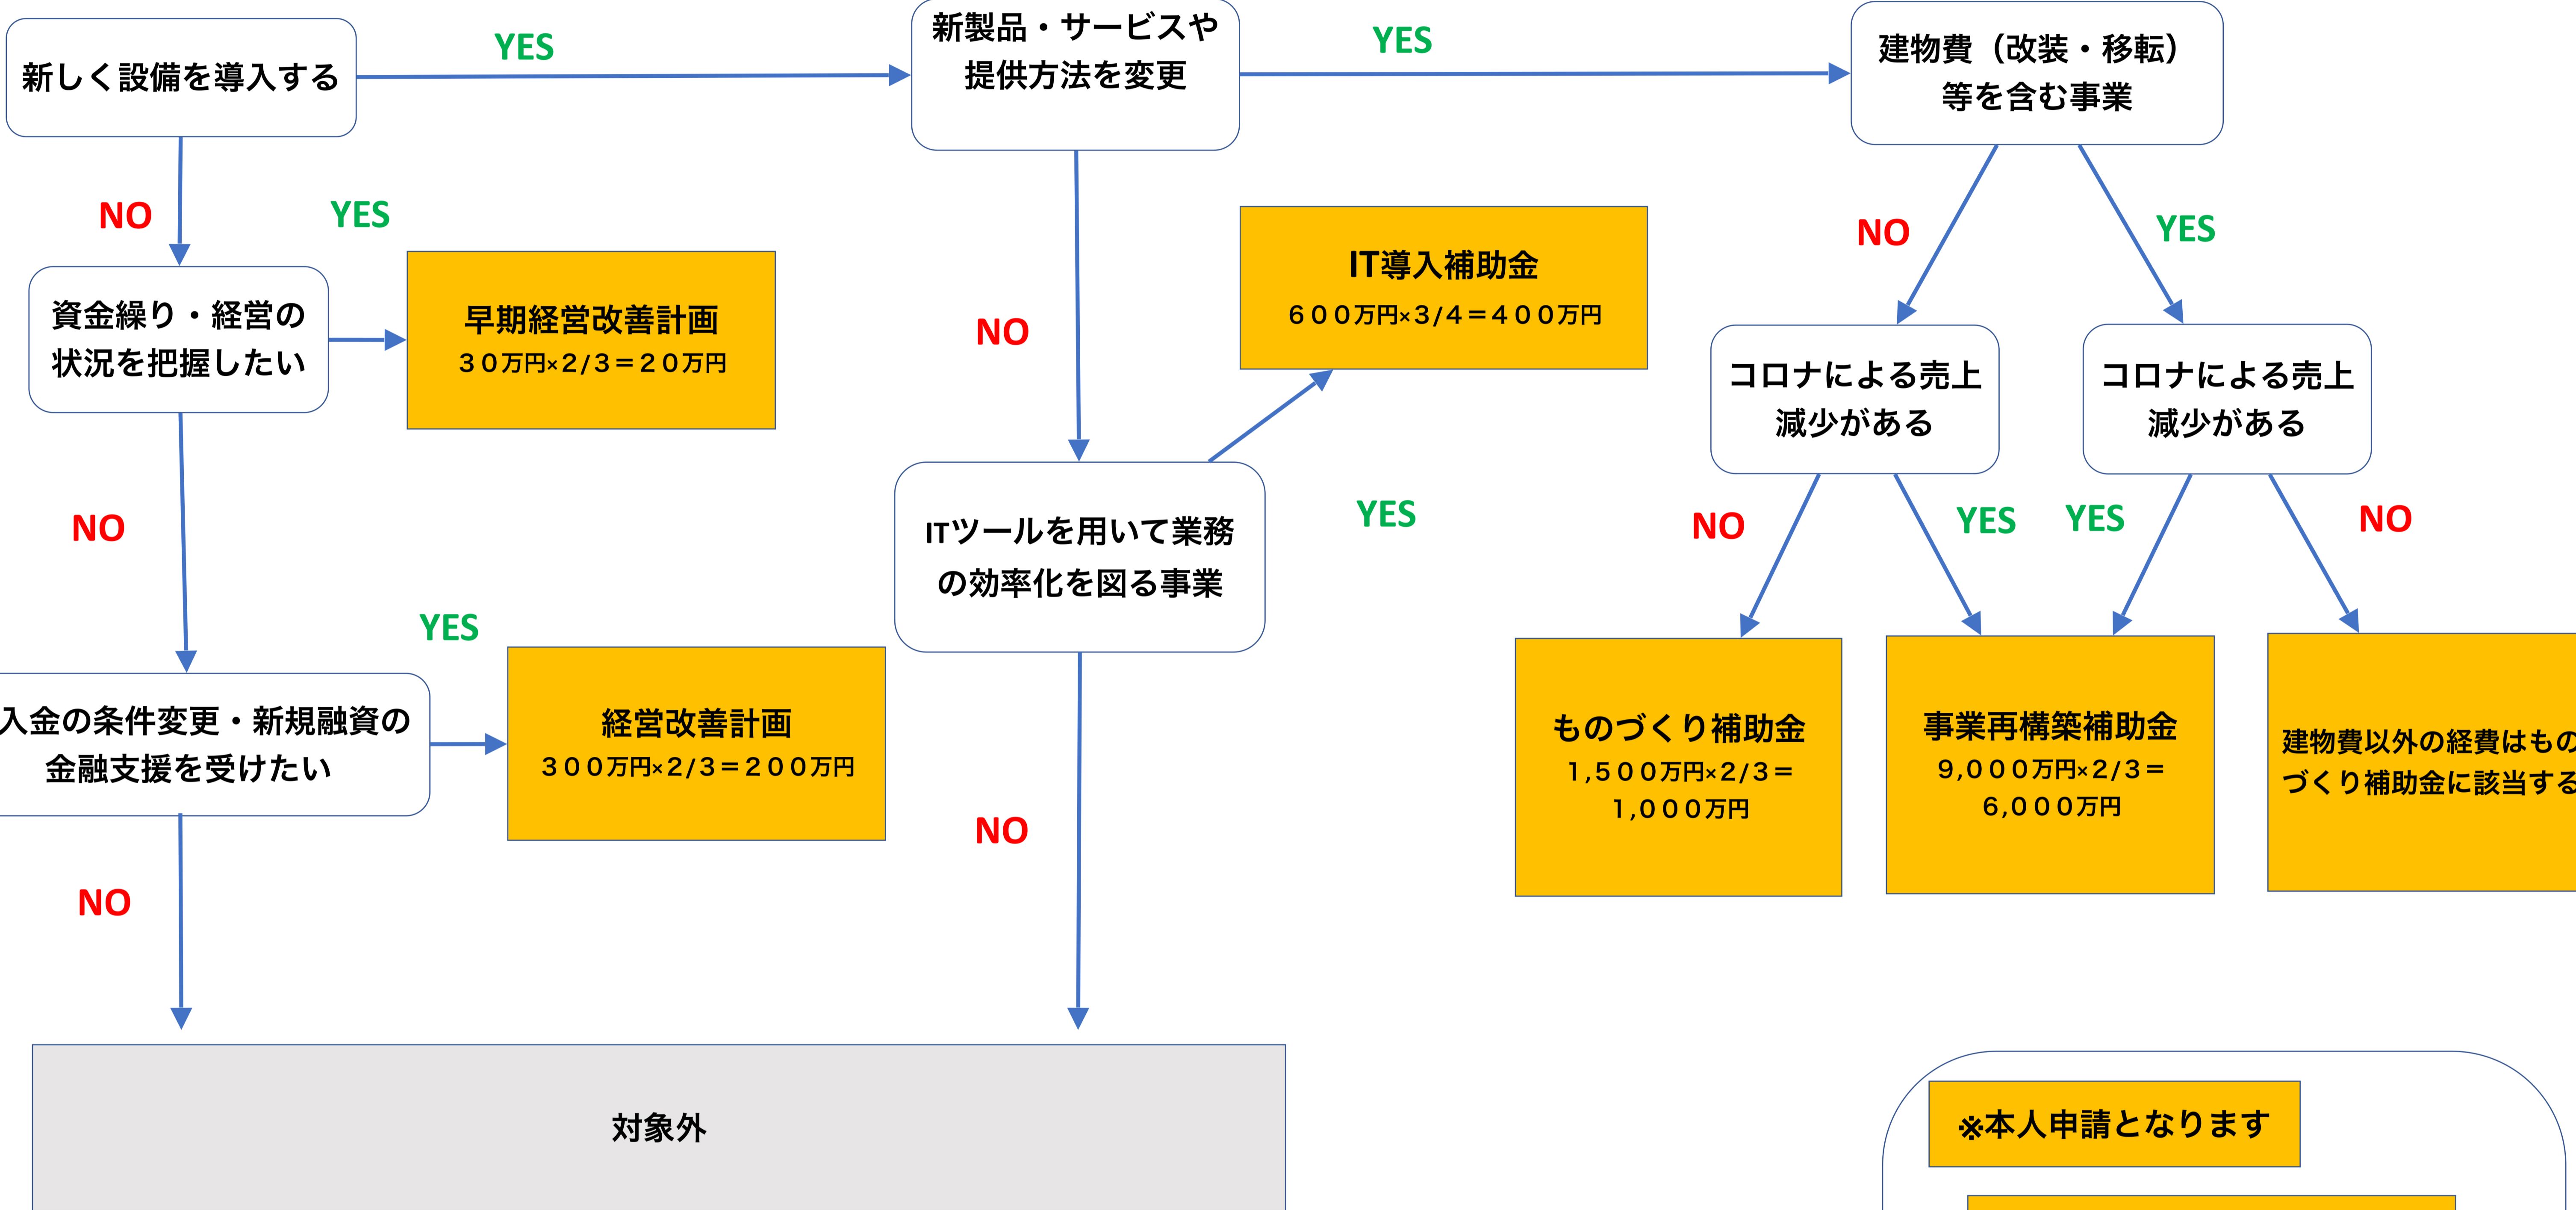 新しく設備を導入する
YES
新製品・サービスや
提供方法を変更
YES
建物費（改装・移転）
等を含む事業
NO
YES
資金繰り・経営の
状況を把握したい
早期経営改善計画
３０万円×２/３＝２０万円
NO
IT導入補助金
６００万円×３/４＝４００万円
NO
YES
コロナによる売上
減少がある
コロナによる売上
減少がある
NO
ITツールを用いて業務
の効率化を図る事業
YES
NO
YES
YES
NO
YES
入金の条件変更・新規融資の
金融支援を受けたい
経営改善計画
３００万円×２/３＝２００万円
NO
NO
ものづくり補助金
１,５００万円×２/３＝
１,０００万円
事業再構築補助金
９,０００万円×２/３＝
６,０００万円
建物費以外の経費はもの
づくり補助金に該当する
対象外
※本人申請となります